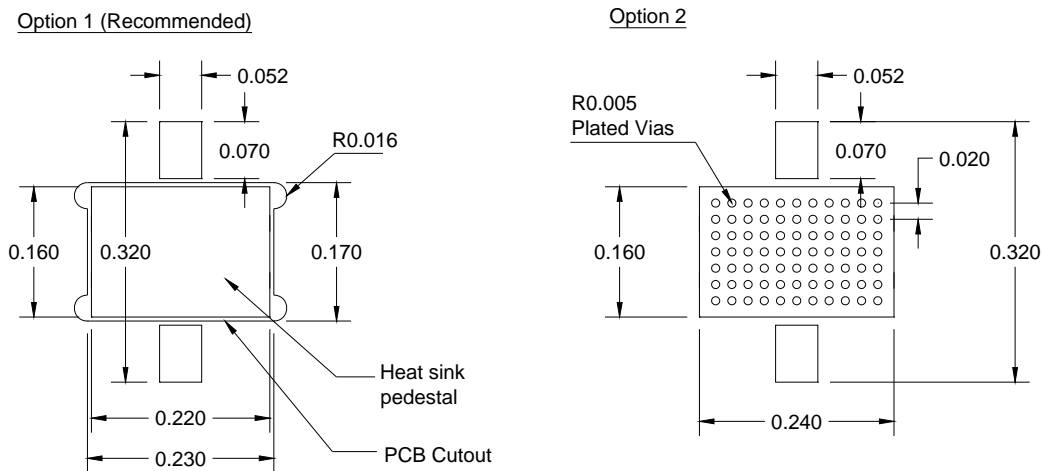 Option 1 (Recommended)
0.052
0.070
R0.016
0.160
0.320
0.170
Heat sink
pedestal
0.220
PCB Cutout
0.230
Option 2
0.052
R0.005
Plated Vias
0.070
0.020
0.160
0.320
0.240